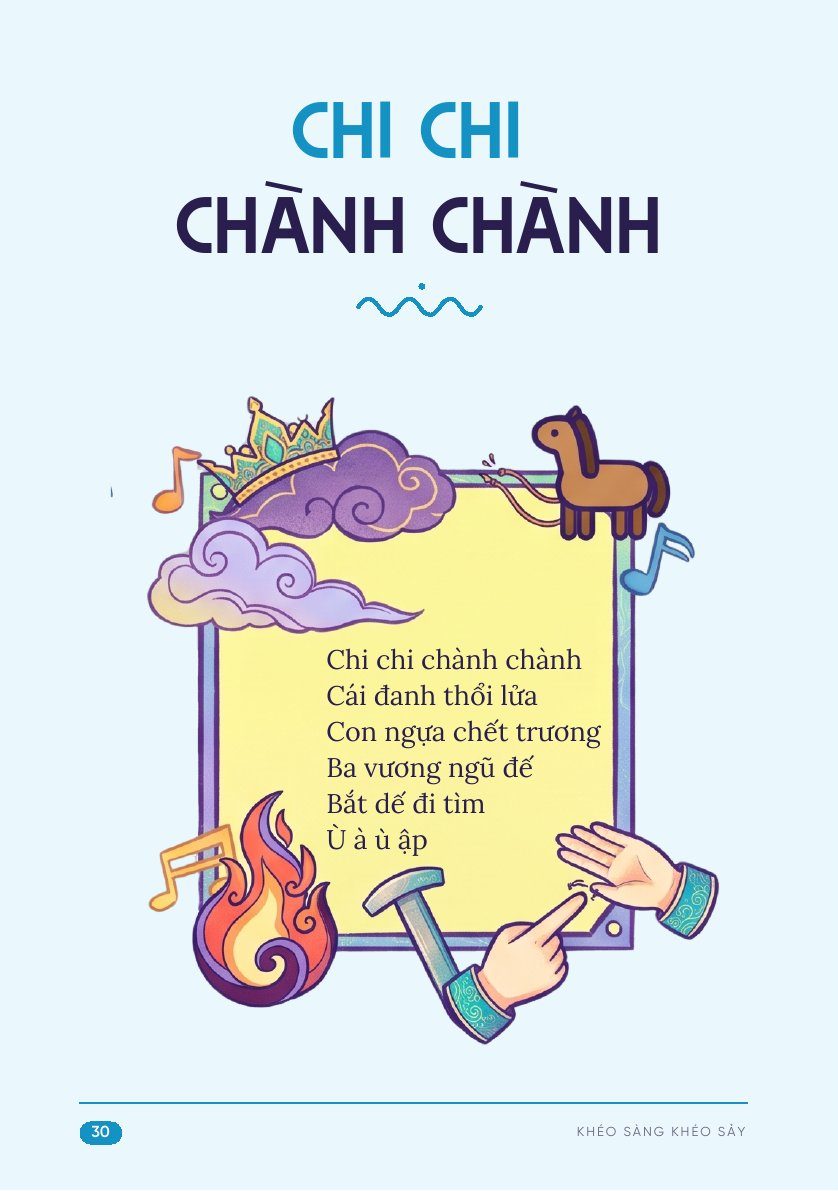 CHI CHI
CHÀNH CHÀNH
Chi chi chành chành
Cái đanh thổi lửa
Con ngựa chết trương
Ba vương ngũ đế
Bắt dế đi tìm
Ù à ù ập
30
KHÉO SÀNG KHÉO SẢY